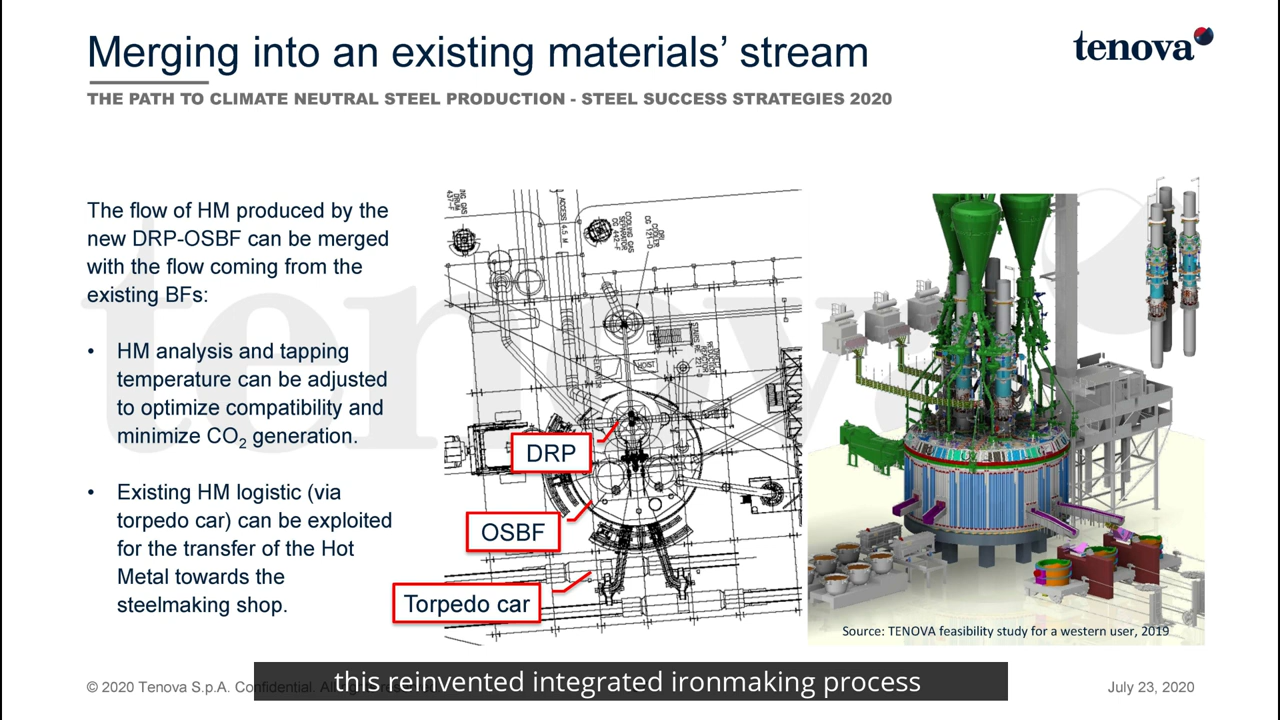 Merging into an existing materials’ stream
tenova
THE PATH TO CLIMATE NEUTRAL STEEL PRODUCTION - STEEL SUCCESS STRATEGIES 2020
The flow of HM produced by the
new DRP-OSBF can be merged
with the flow coming from the
existing BFs:
• HM analysis and tapping
temperature can be adjusted
to optimize compatibility and
minimize CO2 generation.
• Existing HM logistic (via
torpedo car) can be exploited
for the transfer of the Hot
Metal towards the
steelmaking shop.
ACCESS 4.5 M
HOIST
DRP
OSBF
Torpedo car
Source: TENOVA feasibility study for a western user, 2019
this reinvented integrated ironmaking process
© 2020 Tenova S.p.A. Confidential.
July 23, 2020